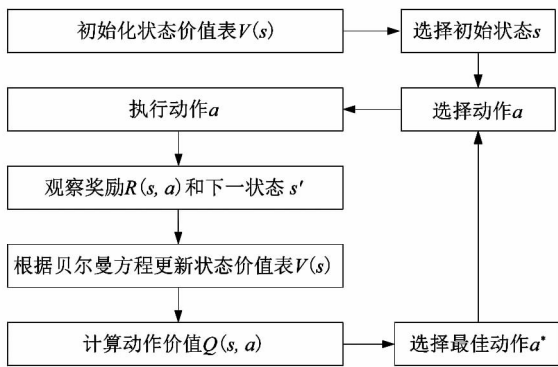 初始化状态价值表V(s)
选择初始状态s
选择动作a
执行动作a
观察奖励R(s, a)和下一状态 s′
根据贝尔曼方程更新状态价值表V(s)
计算动作价值Q(s, a)
选择最佳动作a*